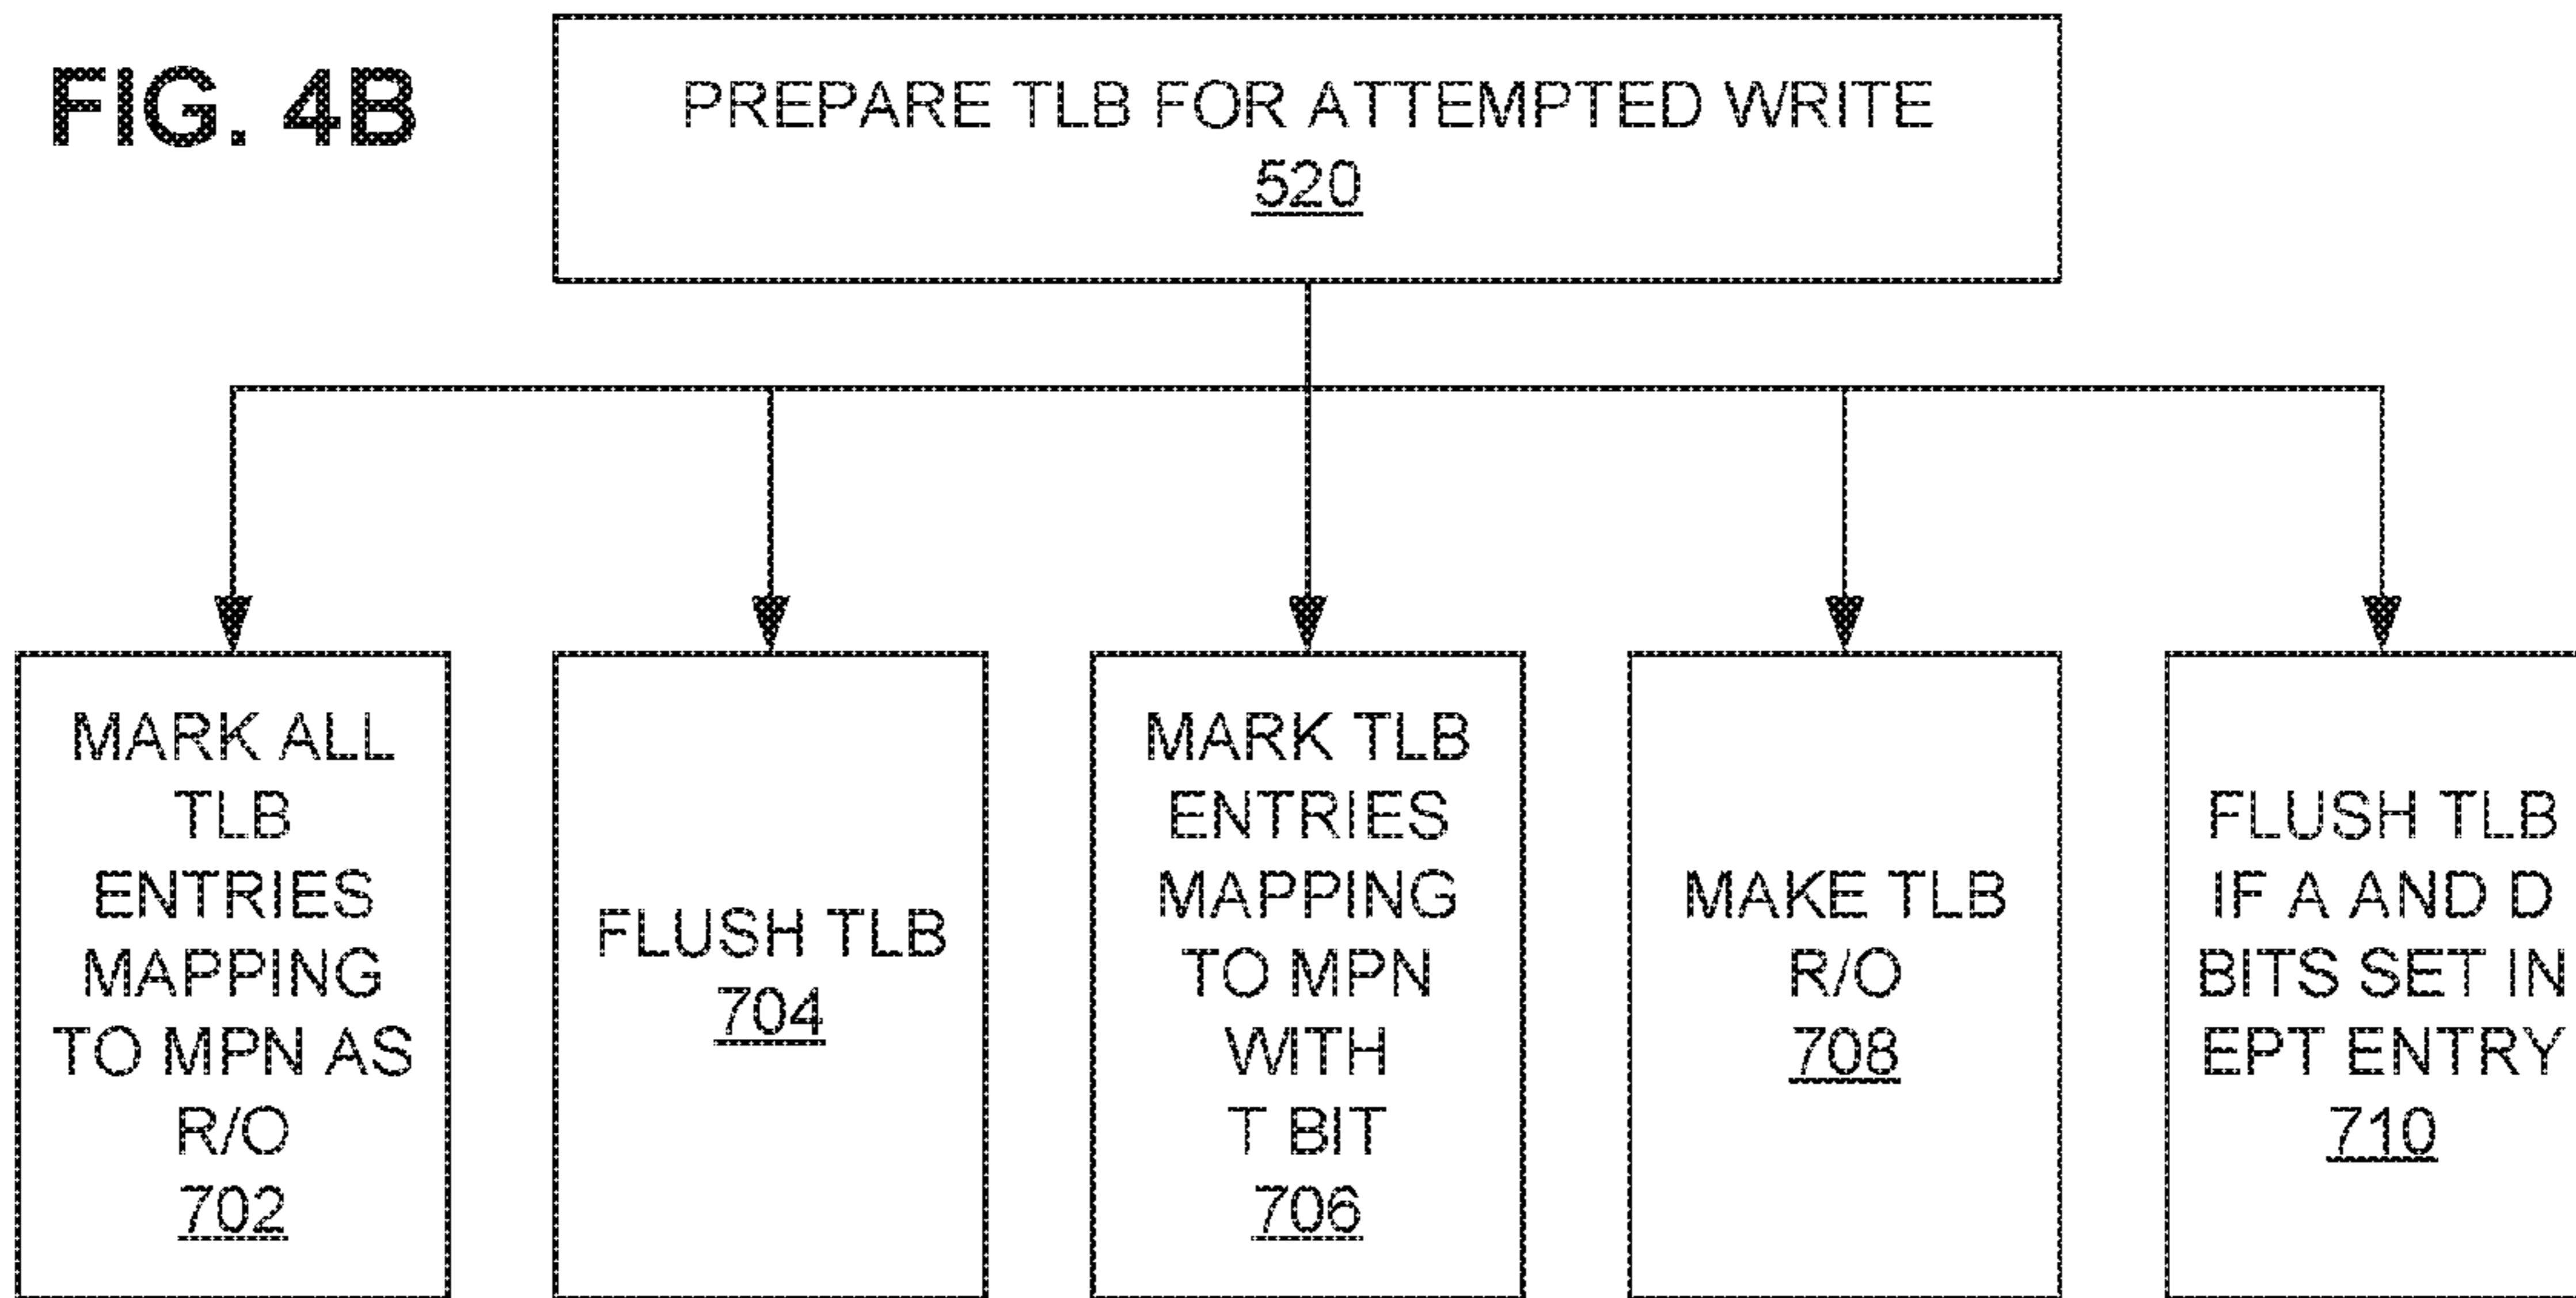 FIG. 4B
PREPARE TLB FOR ATTEMPTED WRITE
520
MARK ALL
TLB
ENTRIES
MAPPING
TO MPN AS
R/O
702
FLUSH TLB
704
MARK TLB
ENTRIES
MAPPING
TO MPN
WITH
T BIT
706
MAKE TLB
R/O
708
FLUSH TLB
IF A AND D
BITS SET IN
EPT ENTRY
710